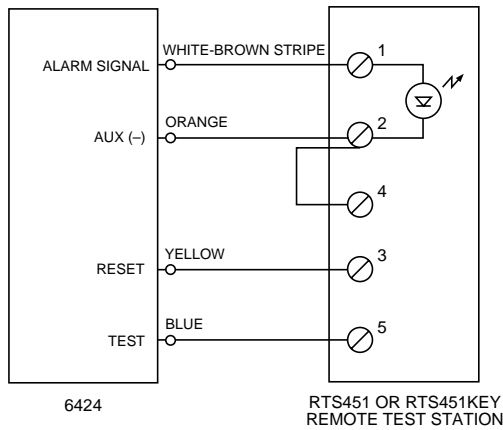 WHITE-BROWN STRIPE
1
ALARM SIGNAL
ORANGE
2
AUX (–)
4
YELLOW
3
RESET
BLUE
5
TEST
6424
RTS451 OR RTS451KEY
REMOTE TEST STATION